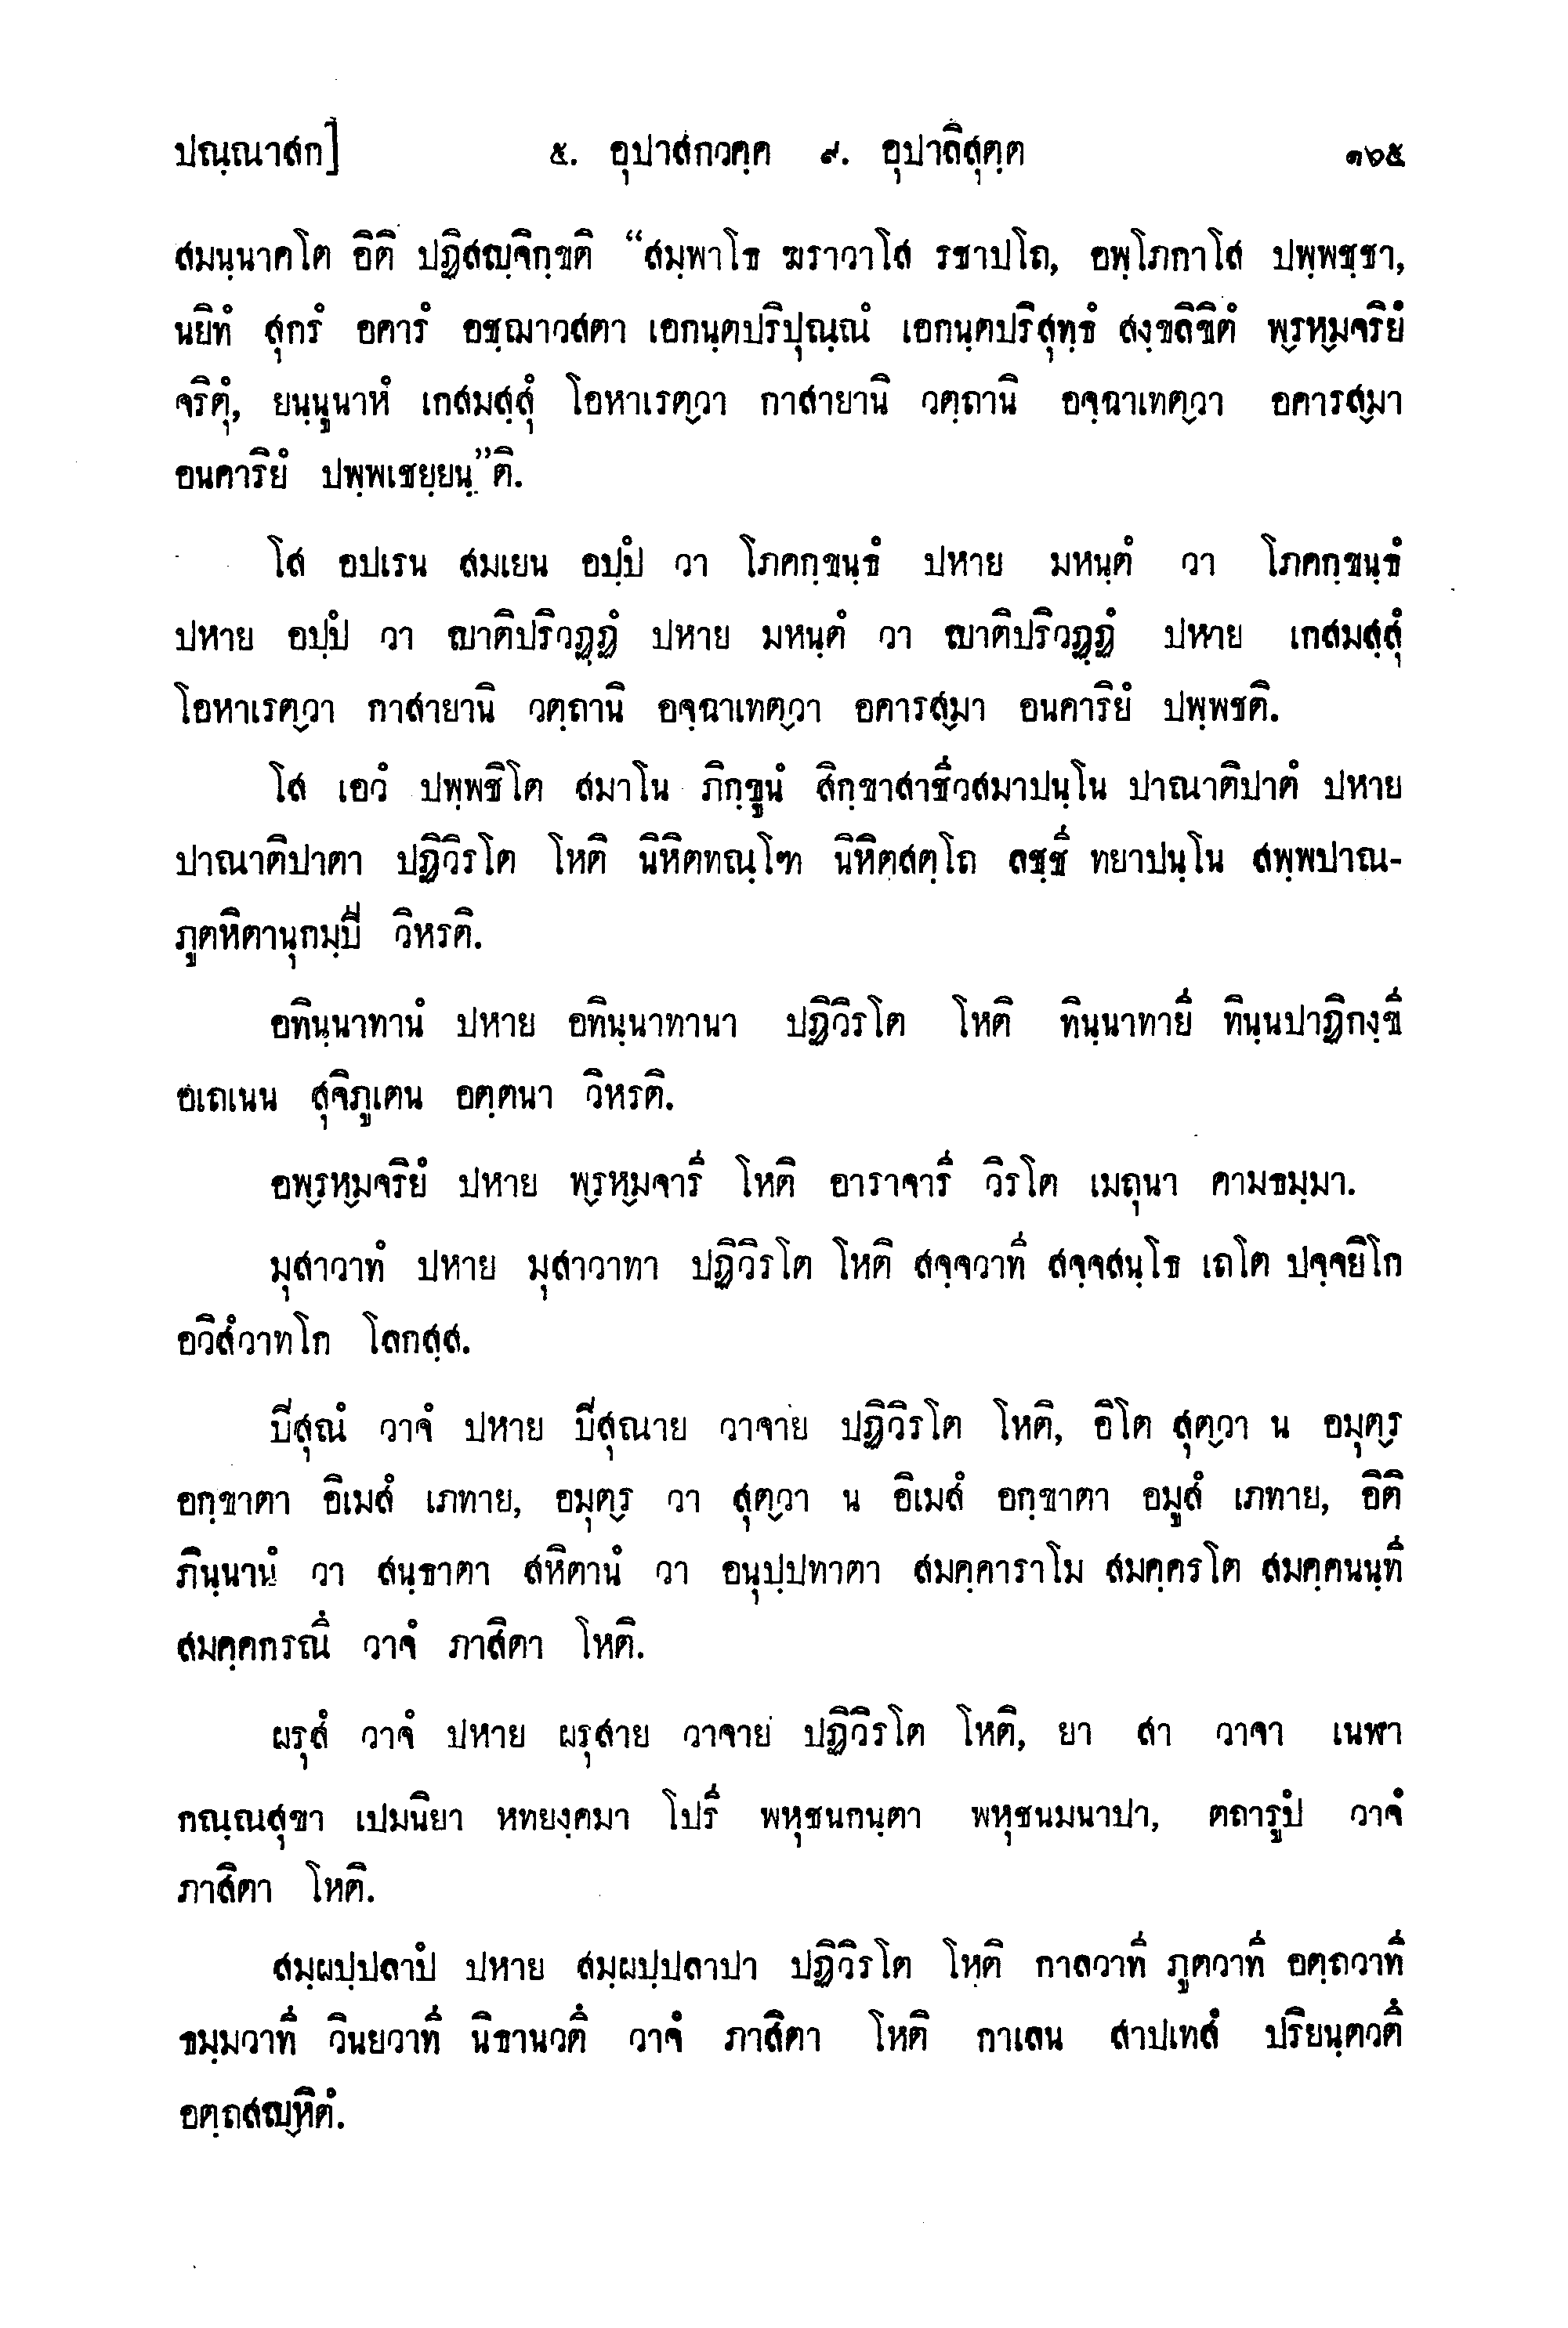 ปณฺณาสก]	๕. อุปาสกวคฺค ๙. อุปาลิสุตฺต	๑๖๕
สมนฺนาคโต อิติ ปฏิสญฺจิกฺขติ “สมฺพาโธ ฆราวาโส รชาปโถ, อพฺโภกาโส ปพฺพชฺชา,
นยิทํ สุกรํ อคารํ อชฺฌาวสตา เอกนฺตปริปุณฺณํ เอกนฺตปริสุทฺธํ สงฺขลิขิตํ พฺรหฺมจริยํ
จริตุํ, ยนฺนูนาหํ เกสมสฺสุํ โอหาเรตฺวา กาสายานิ วตฺถานิ อจฺฉาเทตฺวา อคารสฺมา
อนคาริยํ ปพฺพเชยฺยนฺ”ติ.
โส อปเรน สมเยน อปฺปํ วา โภคกฺขนฺธํ ปหาย มหนฺตํ วา โภคกฺขนฺธํ
ปหาย อปฺปํ วา ญาติปริวฏฺฏํ ปหาย มหนฺตํ วา ญาติปริวฏฺฏํ ปหาย เกสมสฺสุํ
โอหาเรตฺวา กาสายานิ วตฺถานิ อจฺฉาเทตฺวา อคารสฺมา อนคาริยํ ปพฺพชติ.
โส เอวํ ปพฺพชิโต สมาโน ภิกฺขูนํ สิกฺขาสาชีวสมาปนฺโน ปาณาติปาตํ ปหาย
ปาณาติปาตา ปฏิวิรโต โหติ นิหิตทณฺโฑ นิหิตสตฺโถ ลชฺชี ทยาปนฺโน สพฺพปาณ-
ภูตหิตานุกมฺปี วิหรติ.
อทินฺนาทานํ ปหาย อทินฺนาทานา ปฏิวิรโต โหติ ทินฺนาทายี ทินฺนปาฏิกงฺขี
อเถเนน สุจิภูเตน อตฺตนา วิหรติ.
อพฺรหฺมจริยํ ปหาย พฺรหฺมจารี โหติ อาราจารี วิรโต เมถุนา คามธมฺมา.
มุสาวาทํ ปหาย มุสาวาทา ปฏิวิรโต โหติ สจฺจวาที สจฺจสนฺโธ เถโต ปจฺจยิโก
อวิสํวาทโก โลกสฺส.
ปีสุณํ วาจํ ปหาย ปีสุณาย วาจาย ปฏิวิรโต โหติ, อิโต สุตฺวา น อมุตฺร
อกฺขาตา อิเมสํ เภทาย, อมุตฺร วา สุตฺวา น อิเมสํ อกฺขาตา อมูสํ เภทาย, อิติ
ภินฺนานํ วา สนฺธาตา สหิตานํ วา อนุปฺปทาตา สมคฺคาราโม สมคฺครโต สมคฺคนนฺที
สมคฺคกรณึ วาจํ ภาสิตา โหติ.
ผรุสํ วาจํ ปหาย ผรุสาย วาจาย ปฏิวิรโต โหติ, ยา สา วาจา เนฬา
กณฺณสุขา เปมนิยา หทยงฺคมา โปรี พหุชนกนฺตา พหุชนมนาปา, ตถารูปํ วาจํ
ภาสิตา โหติ.
สมฺผปฺปลาปํ ปหาย สมฺผปฺปลาปา ปฏิวิรโต โหติ กาลวาที ภูตวาที อตฺถวาที
ธมฺมวาที วินยวาที นิธานวตึ วาจํ ภาสิตา โหติ กาเลน สาปเทสํ ปริยนฺตวตึ
อตฺถสญฺหิตํ.